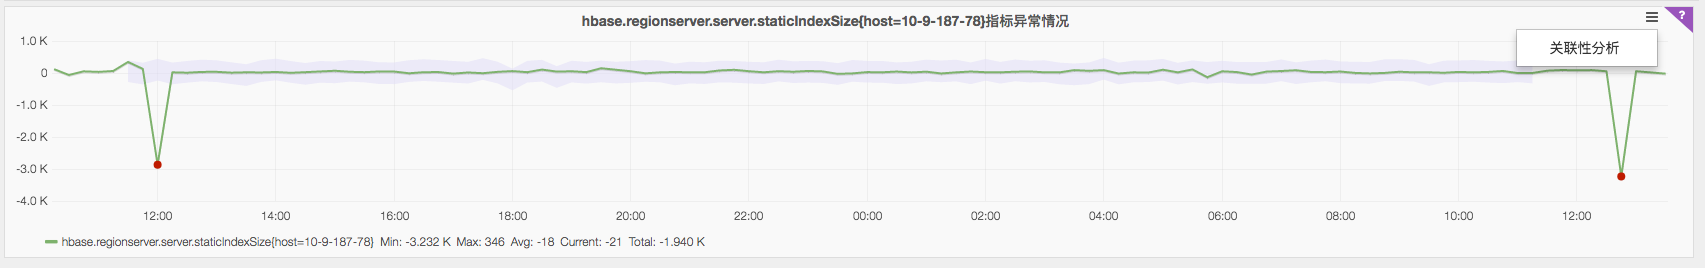 hbase.regionserver.server.staticIndexSize{host=10-9-187-78}指标异常情况
?
关联性分析
1.0 K
0
-1.0 K
-2.0 K
-3.0 K
-4.0 K
12:00 14:00 16:00 18:00 20:00 22:00 00:00 02:00 04:00 06:00 08:00 10:00 12:00
hbase.regionserver.server.staticIndexSize{host=10-9-187-78} Min: -3.232 K Max: 346 Avg: -18 Current: -21 Total: -1.940 K